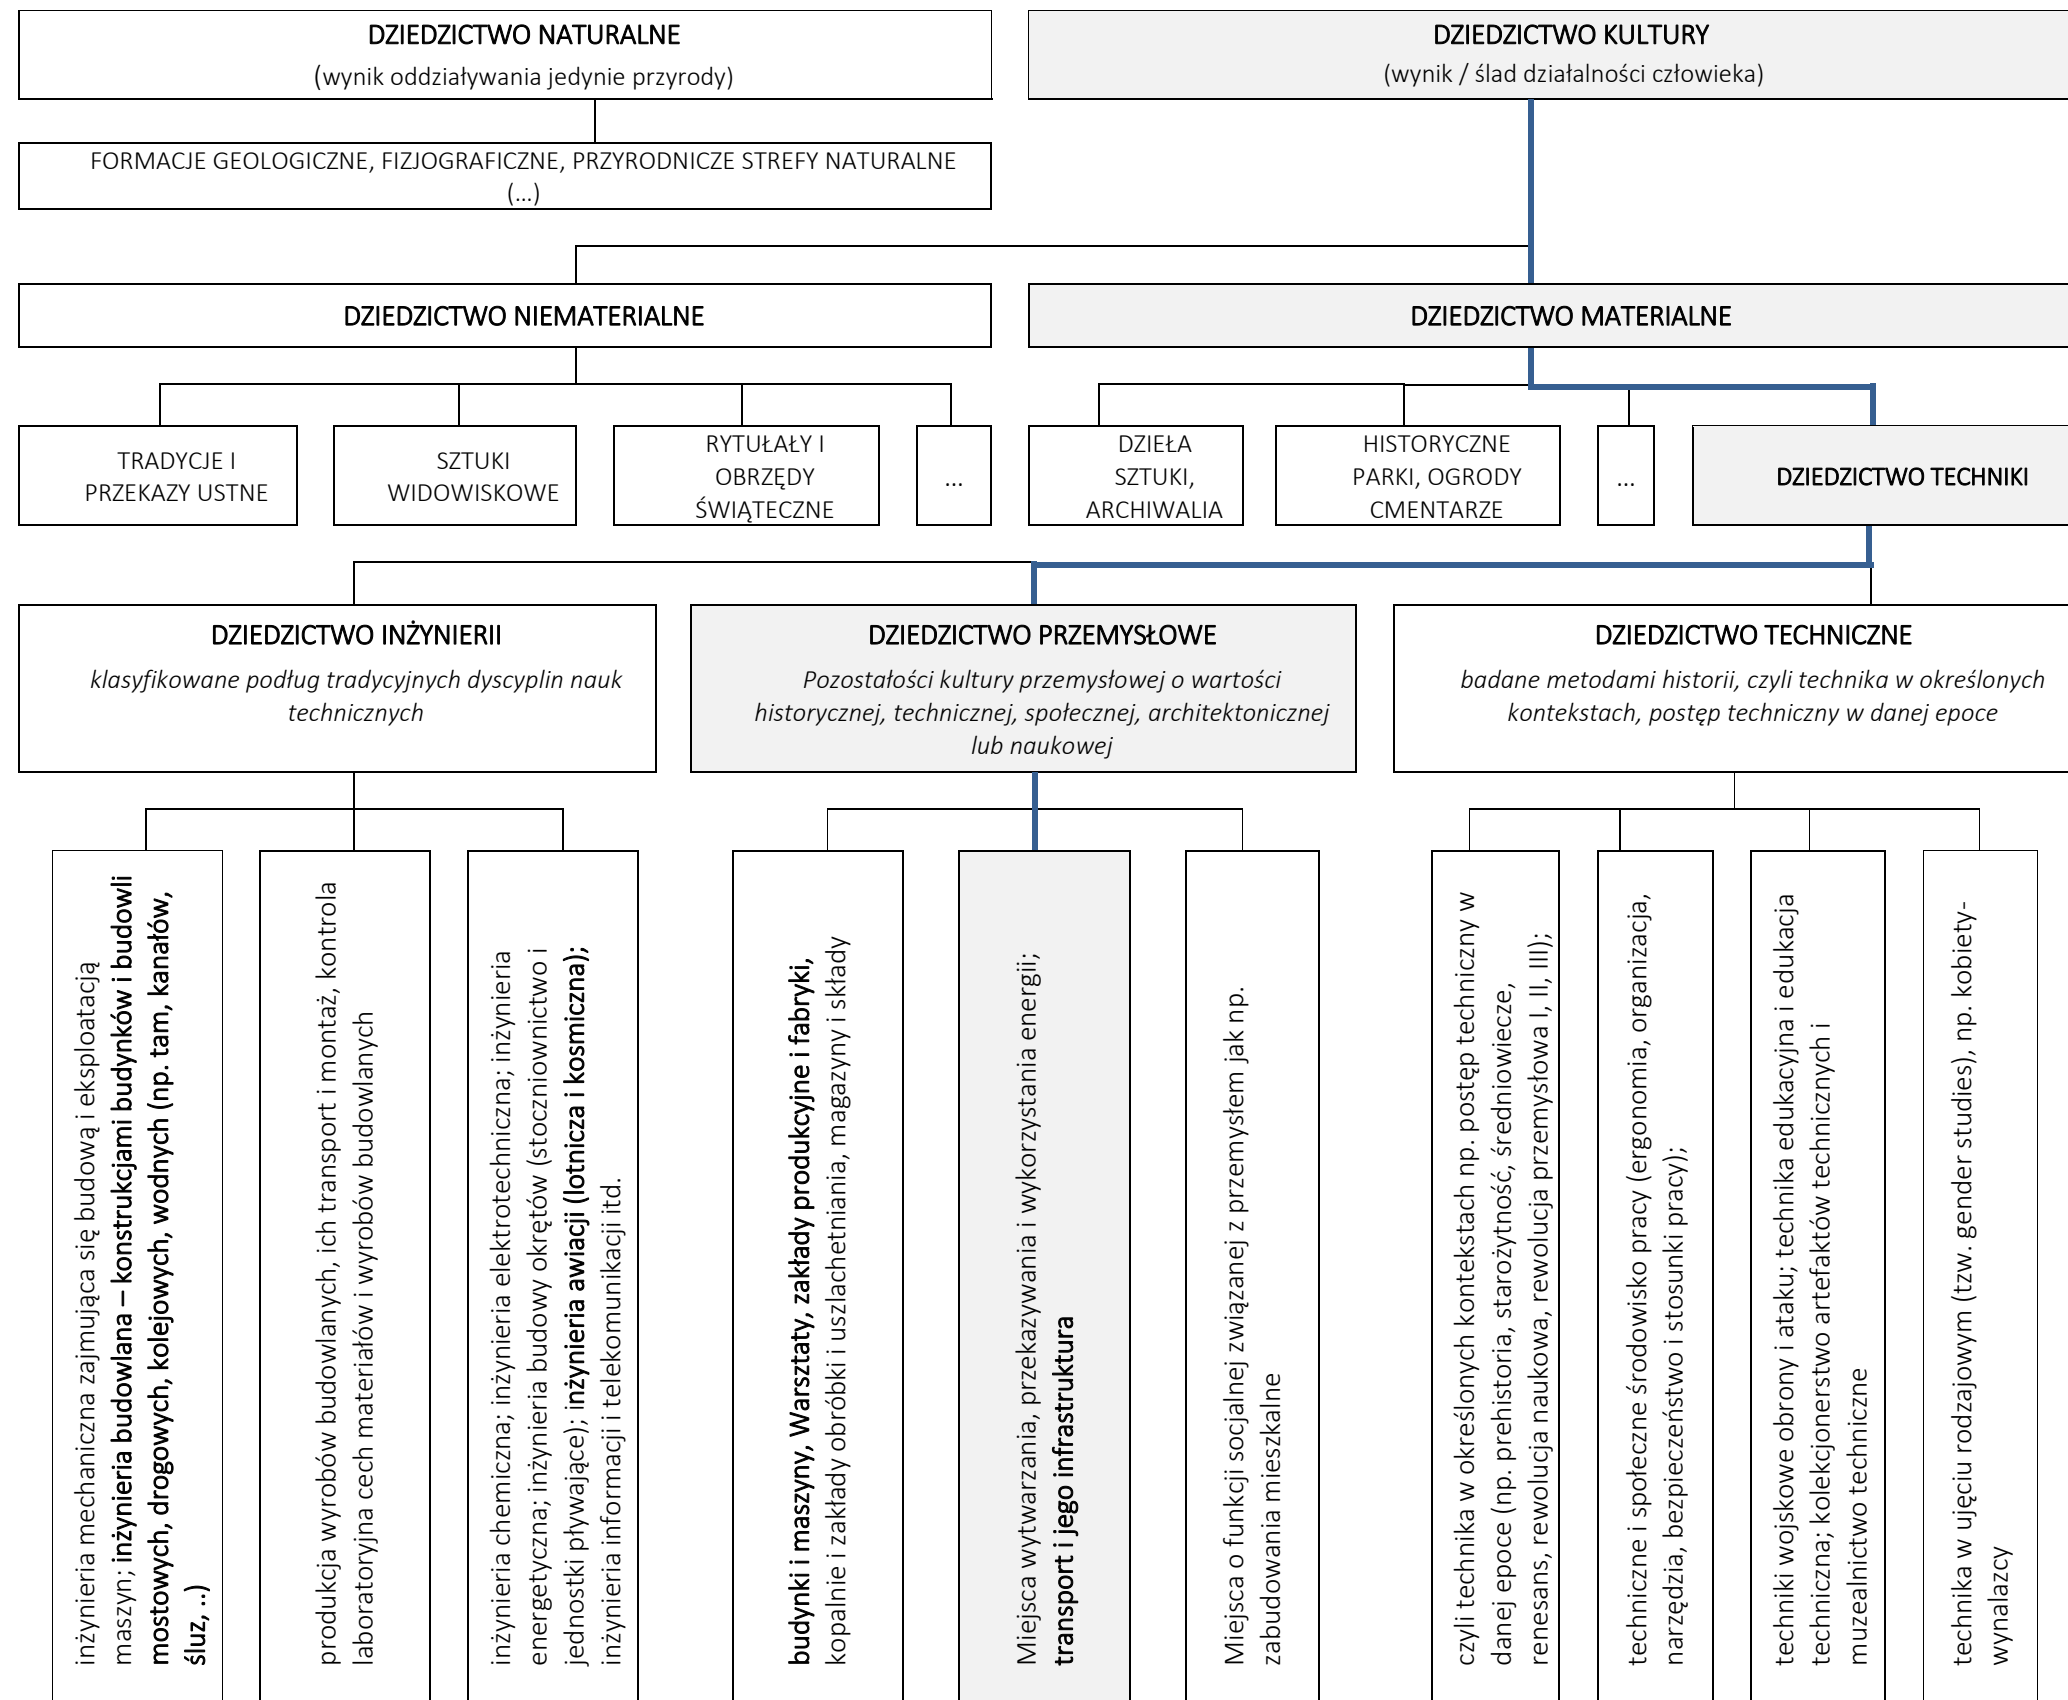 DZIEDZICTWO NATURALNE
(wynik oddziaływania jedynie przyrody)
DZIEDZICTWO KULTURY
(wynik / ślad działalności człowieka)
FORMACJE GEOLOGICZNE, FIZJOGRAFICZNE, PRZYRODNICZE STREFY NATURALNE
(...)
DZIEDZICTWO NIEMATERIALNE
DZIEDZICTWO MATERIALNE
TRADYCJE I
PRZEKAZY USTNE
SZTUKI
WIDOWISKOWE
RYTUŁAŁY I
OBRZĘDY
ŚWIĄTECZNE
...
DZIEŁA
SZTUKI,
ARCHIWALIA
HISTORYCZNE
PARKI, OGRODY
CMENTARZE
...
DZIEDZICTWO TECHNIKI
DZIEDZICTWO INŻYNIERII
klasyfikowane podług tradycyjnych dyscyplin nauk
technicznych
DZIEDZICTWO PRZEMYSŁOWE
Pozostałości kultury przemysłowej o wartości
historycznej, technicznej, społecznej, architektonicznej
lub naukowej
DZIEDZICTWO TECHNICZNE
badane metodami historii, czyli technika w określonych
kontekstach, postęp techniczny w danej epoce
inżynieria mechaniczna zajmująca się budową i eksploatacją
maszyn; inżynieria budowlana – konstrukcjami budynków i budowli
mostowych, drogowych, kolejowych, wodnych (np. tam, kanałów,
śluz, ..)
produkcja wyrobów budowlanych, ich transport i montaż, kontrola
laboratoryjna cech materiałów i wyrobów budowlanych
inżynieria chemiczna; inżynieria elektrotechniczna; inżynieria
energetyczna; inżynieria budowy okrętów (stoczniownictwo i
jednostki pływające); inżynieria awiacji (lotnicza i kosmiczna);
inżynieria informacji i telekomunikacji itd.
budynki i maszyny, Warsztaty, zakłady produkcyjne i fabryki,
kopalnie i zakłady obróbki i uszlachetniania, magazyny i składy
Miejsca wytwarzania, przekazywania i wykorzystania energii;
transport i jego infrastruktura
Miejsca o funkcji socjalnej związanej z przemysłem jak np.
zabudowania mieszkalne
czyli technika w określonych kontekstach np. postęp techniczny w
danej epoce (np. prehistoria, starożytność, średniowiecze,
renesans, rewolucja naukowa, rewolucja przemysłowa I, II, III);
techniczne i społeczne środowisko pracy (ergonomia, organizacja,
narzędzia, bezpieczeństwo i stosunki pracy);
techniki wojskowe obrony i ataku; technika edukacyjna i edukacja
techniczna; kolekcjonerstwo artefaktów technicznych i
muzealnictwo techniczne
technika w ujęciu rodzajowym (tzw. gender studies), np. kobiety-
wynalazcy